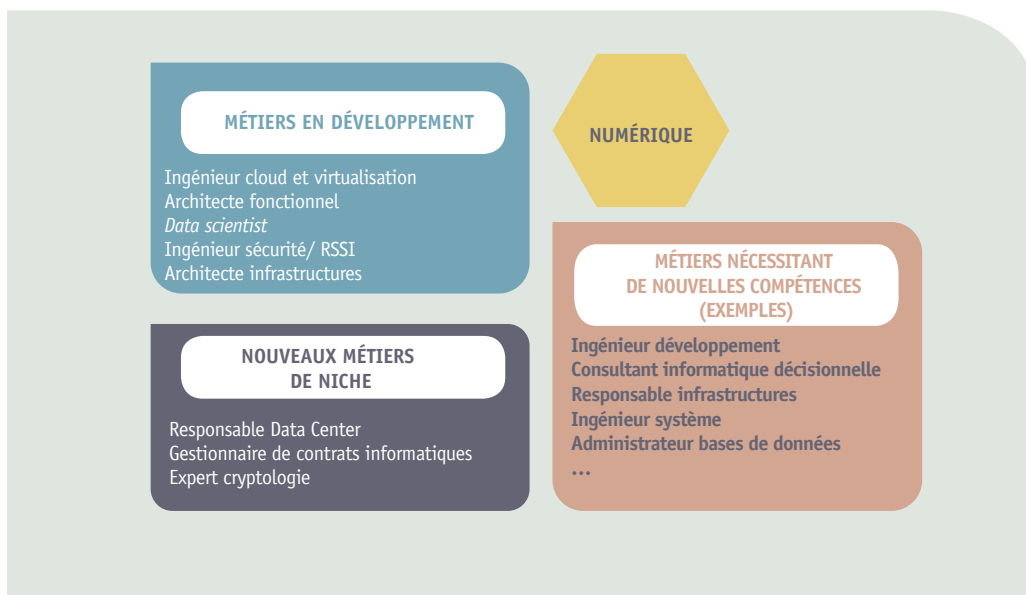 MÉTIERS EN DÉVELOPPEMENT
Ingénieur cloud et virtualisation
Architecte fonctionnel
Data scientist
Ingénieur sécurité/ RSSI
Architecte infrastructures
NOUVEAUX MÉTIERS
DE NICHE
Responsable Data Center
Gestionnaire de contrats informatiques
Expert cryptologie
NUMÉRIQUE
MÉTIERS NÉCESSITANT
DE NOUVELLES COMPÉTENCES
(EXEMPLES)
Ingénieur développement
Consultant informatique décisionnelle
Responsable infrastructures
Ingénieur système
Administrateur bases de données
...